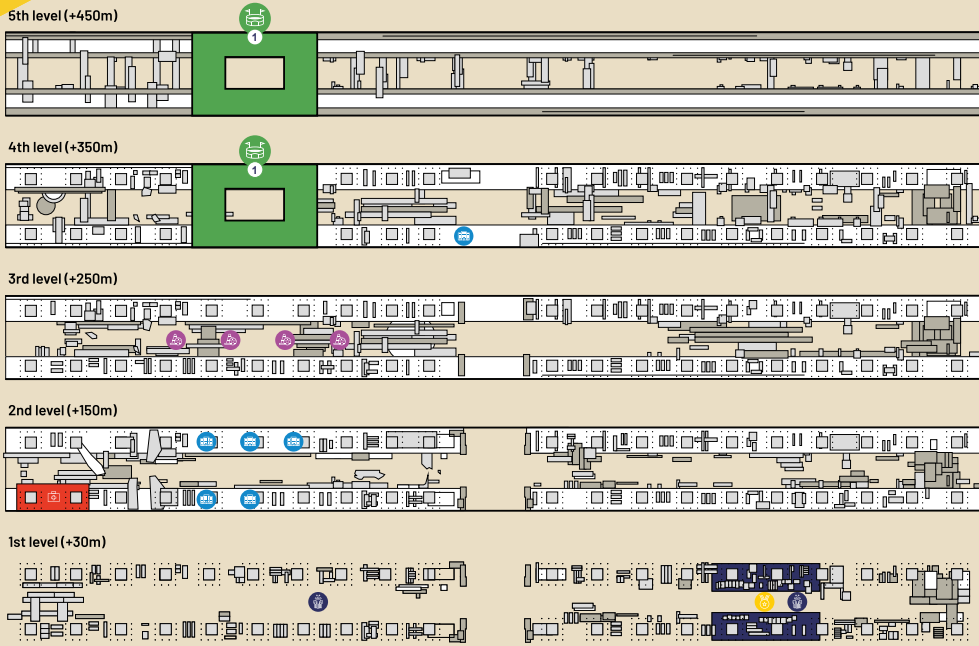 5th level (+450m)
1
4th level (+350m)
1
3rd level (+250m)
2nd level (+150m)
1st level (+30m)